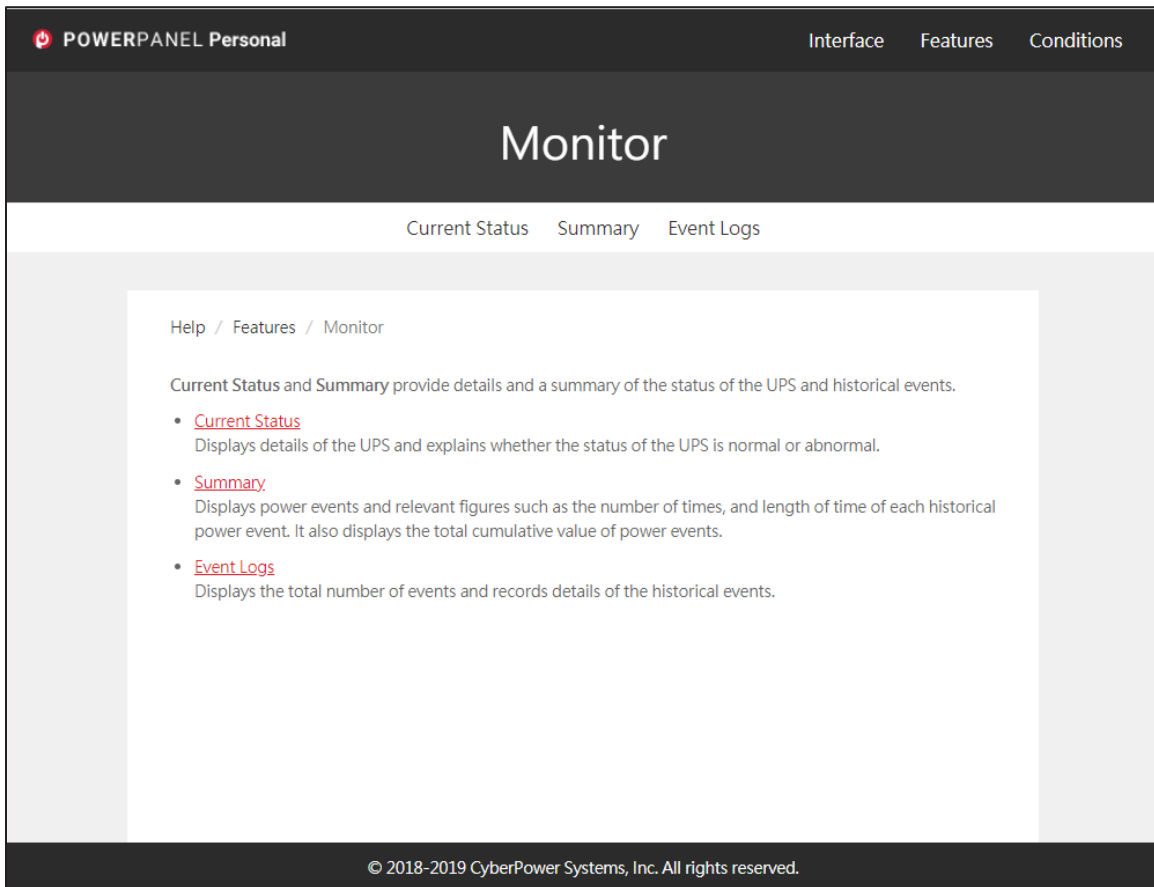 POWERPANEL Personal
Interface Features Conditions
Monitor
Current Status Summary Event Logs
Help / Features / Monitor
Current Status and Summary provide details and a summary of the status of the UPS and historical events.
• Current Status
Displays details of the UPS and explains whether the status of the UPS is normal or abnormal.
• Summary
Displays power events and relevant figures such as the number of times, and length of time of each historical
power event. It also displays the total cumulative value of power events.
• Event Logs
Displays the total number of events and records details of the historical events.
© 2018-2019 CyberPower Systems, Inc. All rights reserved.